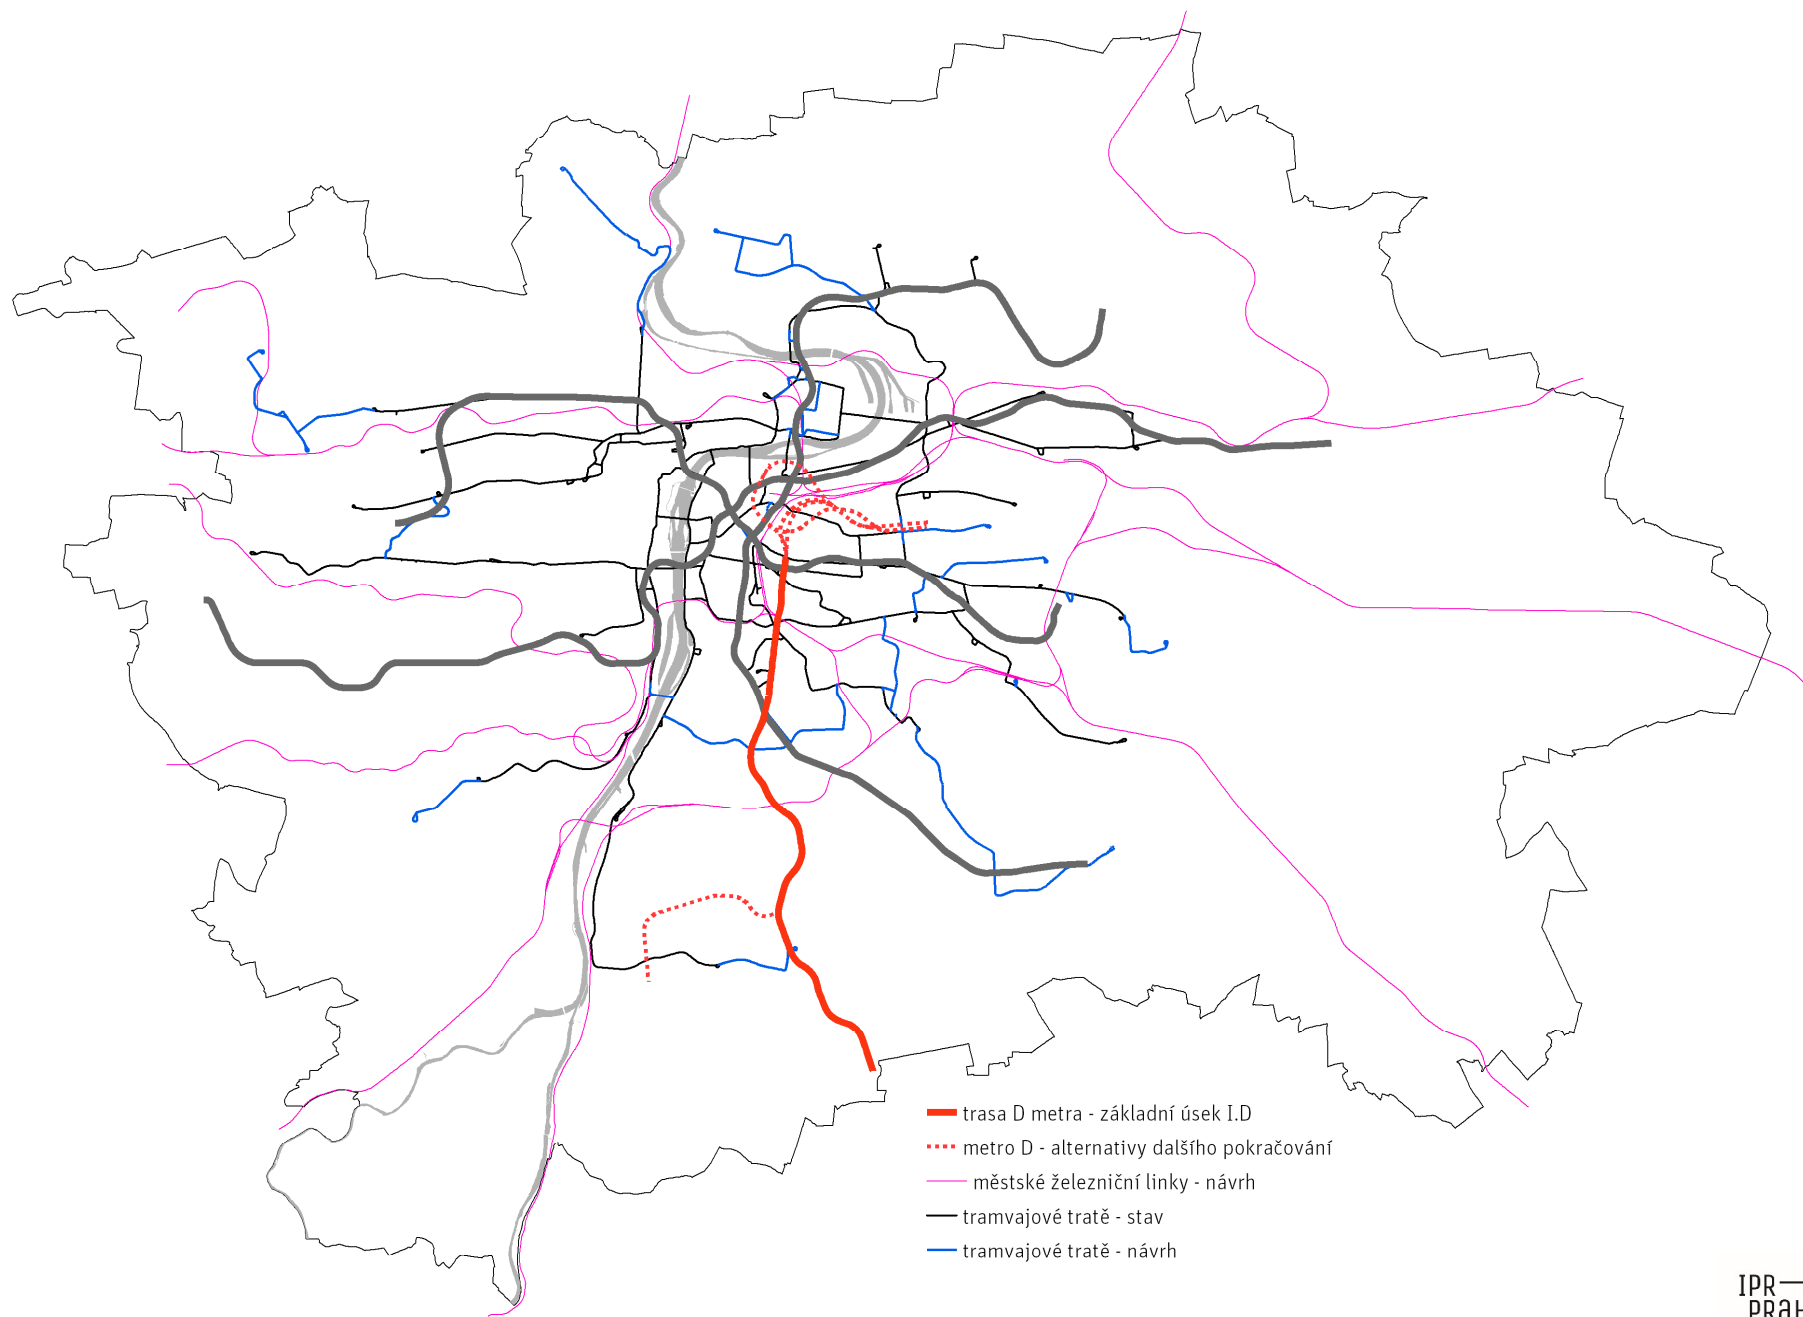 trasa D metra - základní úsek I.D
metro D - alternativy dalšího pokračování
městské železniční linky - návrh
tramvajové tratě - stav
tramvajové tratě - návrh
IPR—
PRAH